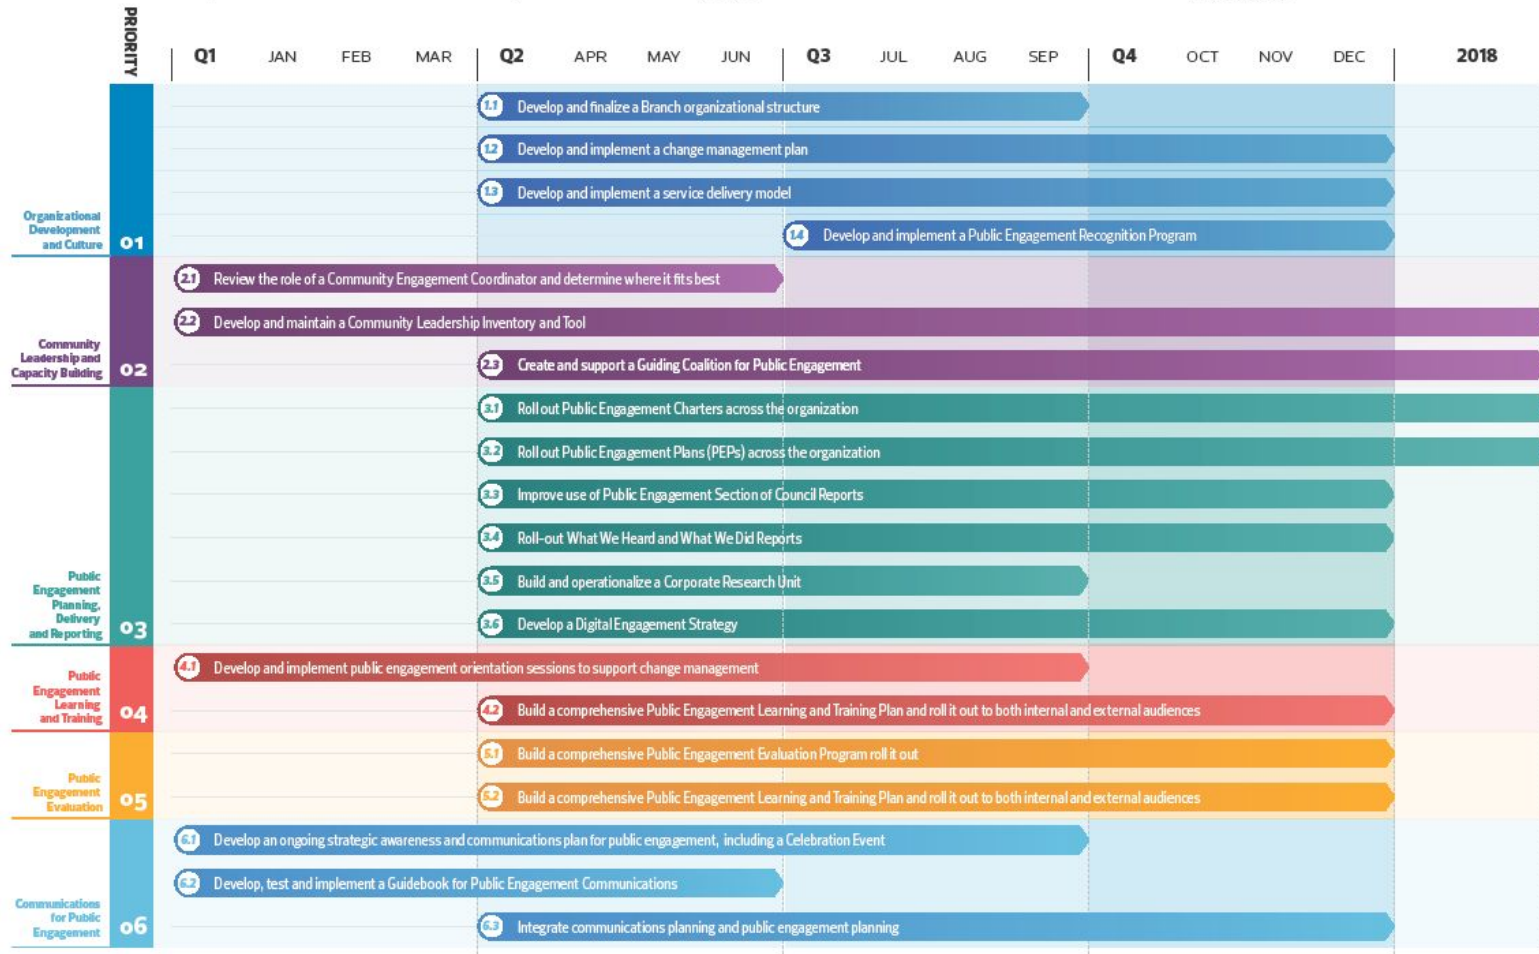 PRIORITY
Q1 JAN FEB MAR Q2 APR MAY JUN Q3 JUL AUG SEP Q4 OCT NOV DEC 2018
1.1 Develop and finalize a Branch organizational structure
1.2 Develop and implement a change management plan
1.3 Develop and implement a service delivery model
1.4 Develop and implement a Public Engagement Recognition Program
Organizational
Development
and Culture 01
2.1 Review the role of a Community Engagement Coordinator and determine where it fits best
2.2 Develop and maintain a Community Leadership Inventory and Tool
2.3 Create and support a Guiding Coalition for Public Engagement
Community
Leadership and
Capacity Building 02
3.1 Roll out Public Engagement Charters across the organization
3.2 Roll out Public Engagement Plans (PEPs) across the organization
3.3 Improve use of Public Engagement Section of Council Reports
3.4 Roll-out What We Heard and What We Did Reports
3.5 Build and operationalize a Corporate Research Unit
3.6 Develop a Digital Engagement Strategy
Public
Engagement
Planning,
Delivery
and Reporting 03
4.1 Develop and implement public engagement orientation sessions to support change management
4.2 Build a comprehensive Public Engagement Learning and Training Plan and roll it out to both internal and external audiences
Public
Engagement
Learning
and Training 04
5.1 Build a comprehensive Public Engagement Evaluation Program roll it out
5.2 Build a comprehensive Public Engagement Learning and Training Plan and roll it out to both internal and external audiences
Public
Engagement
Evaluation 05
6.1 Develop an ongoing strategic awareness and communications plan for public engagement, including a Celebration Event
6.2 Develop, test and implement a Guidebook for Public Engagement Communications
6.3 Integrate communications planning and public engagement planning
Communications
for Public
Engagement 06